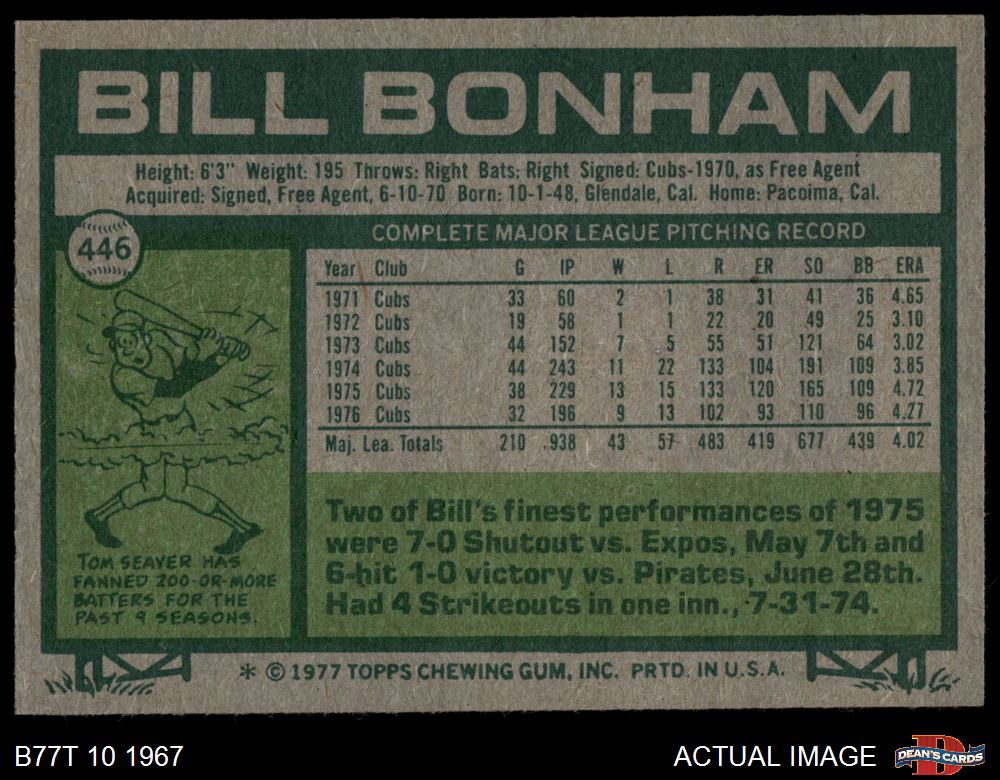 BILL BONHAM
Height: 6'3" Weight: 195 Throws: Right Bats: Right Signed: Cubs-1970, as Free Agent
Acquired: Signed, Free Agent, 6-10-70 Born: 10-1-48, Glendale, Cal. Home: Pacoima, Cal.
446
COMPLETE MAJOR LEAGUE PITCHING RECORD
Year Club G IP W L R ER SO BB ERA
1971 Cubs 33 60 2 1 38 31 41 36 4.65
1972 Cubs 19 58 1 1 22 20 49 25 3.10
1973 Cubs 44 152 7 5 55 51 121 64 3.02
1974 Cubs 44 243 11 22 133 104 191 109 3.85
1975 Cubs 38 229 13 15 133 120 165 109 4.72
1976 Cubs 32 196 9 13 102 93 110 96 4.27
Maj. Lea. Totals 210 938 43 57 483 419 677 439 4.02
TOM SEAVER HAS
FANNED 200-OR-MORE
BATTERS FOR THE
PAST 9 SEASONS.
Two of Bill's finest performances of 1975
were 7-0 Shutout vs. Expos, May 7th and
6-hit 1-0 victory vs. Pirates, June 28th.
Had 4 Strikeouts in one inn., 7-31-74.
* © 1977 TOPPS CHEWING GUM, INC. PRTD. IN U.S.A.
B77T 10 1967
ACTUAL IMAGE
D
DEAN'S CARDS